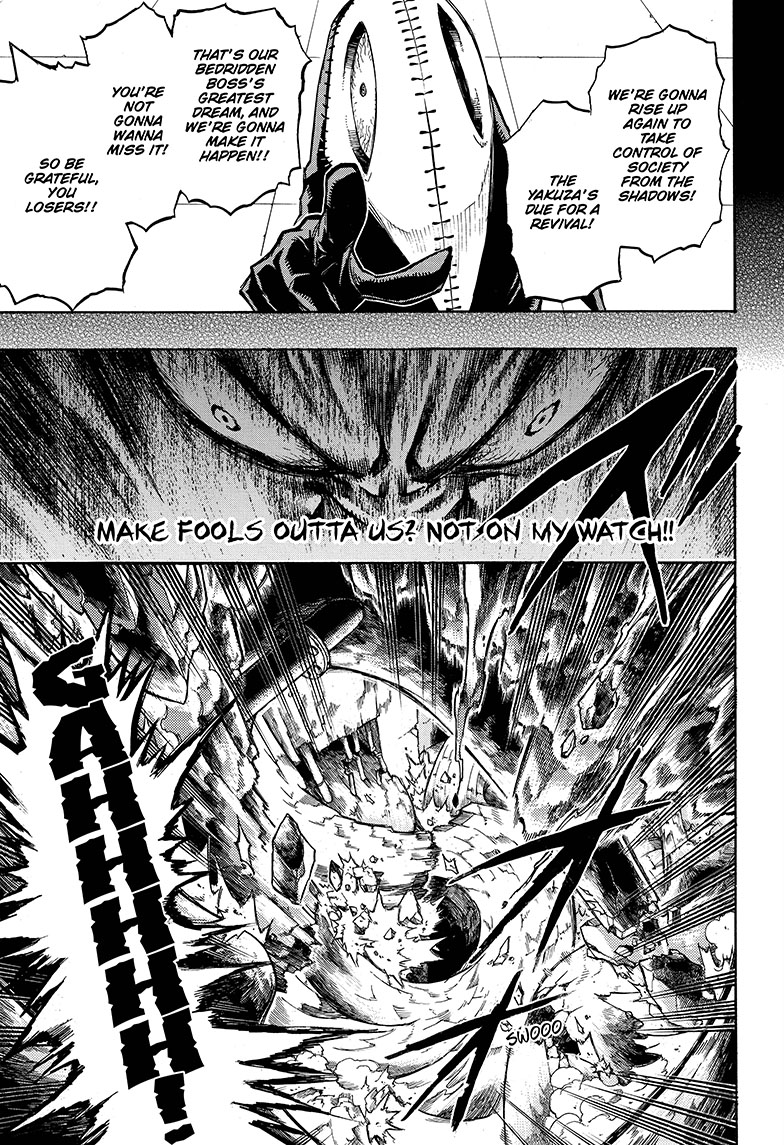 WE'RE GONNA
RISE UP
AGAIN TO
TAKE
CONTROL OF
SOCIETY
FROM THE
SHADOWS!
THE
YAKUZA'S
DUE FOR A
REVIVAL!
THAT'S OUR
BEDRIDDEN
BOSS'S
GREATEST
DREAM, AND
WE'RE GONNA
MAKE IT
HAPPEN!!
YOU'RE
NOT
GONNA
WANNA
MISS IT!
SO BE
GRATEFUL,
YOU
LOSERS!!
MAKE FOOLS OUTTA US? NOT ON MY WATCH!!
GAHHHH!
SWOOO